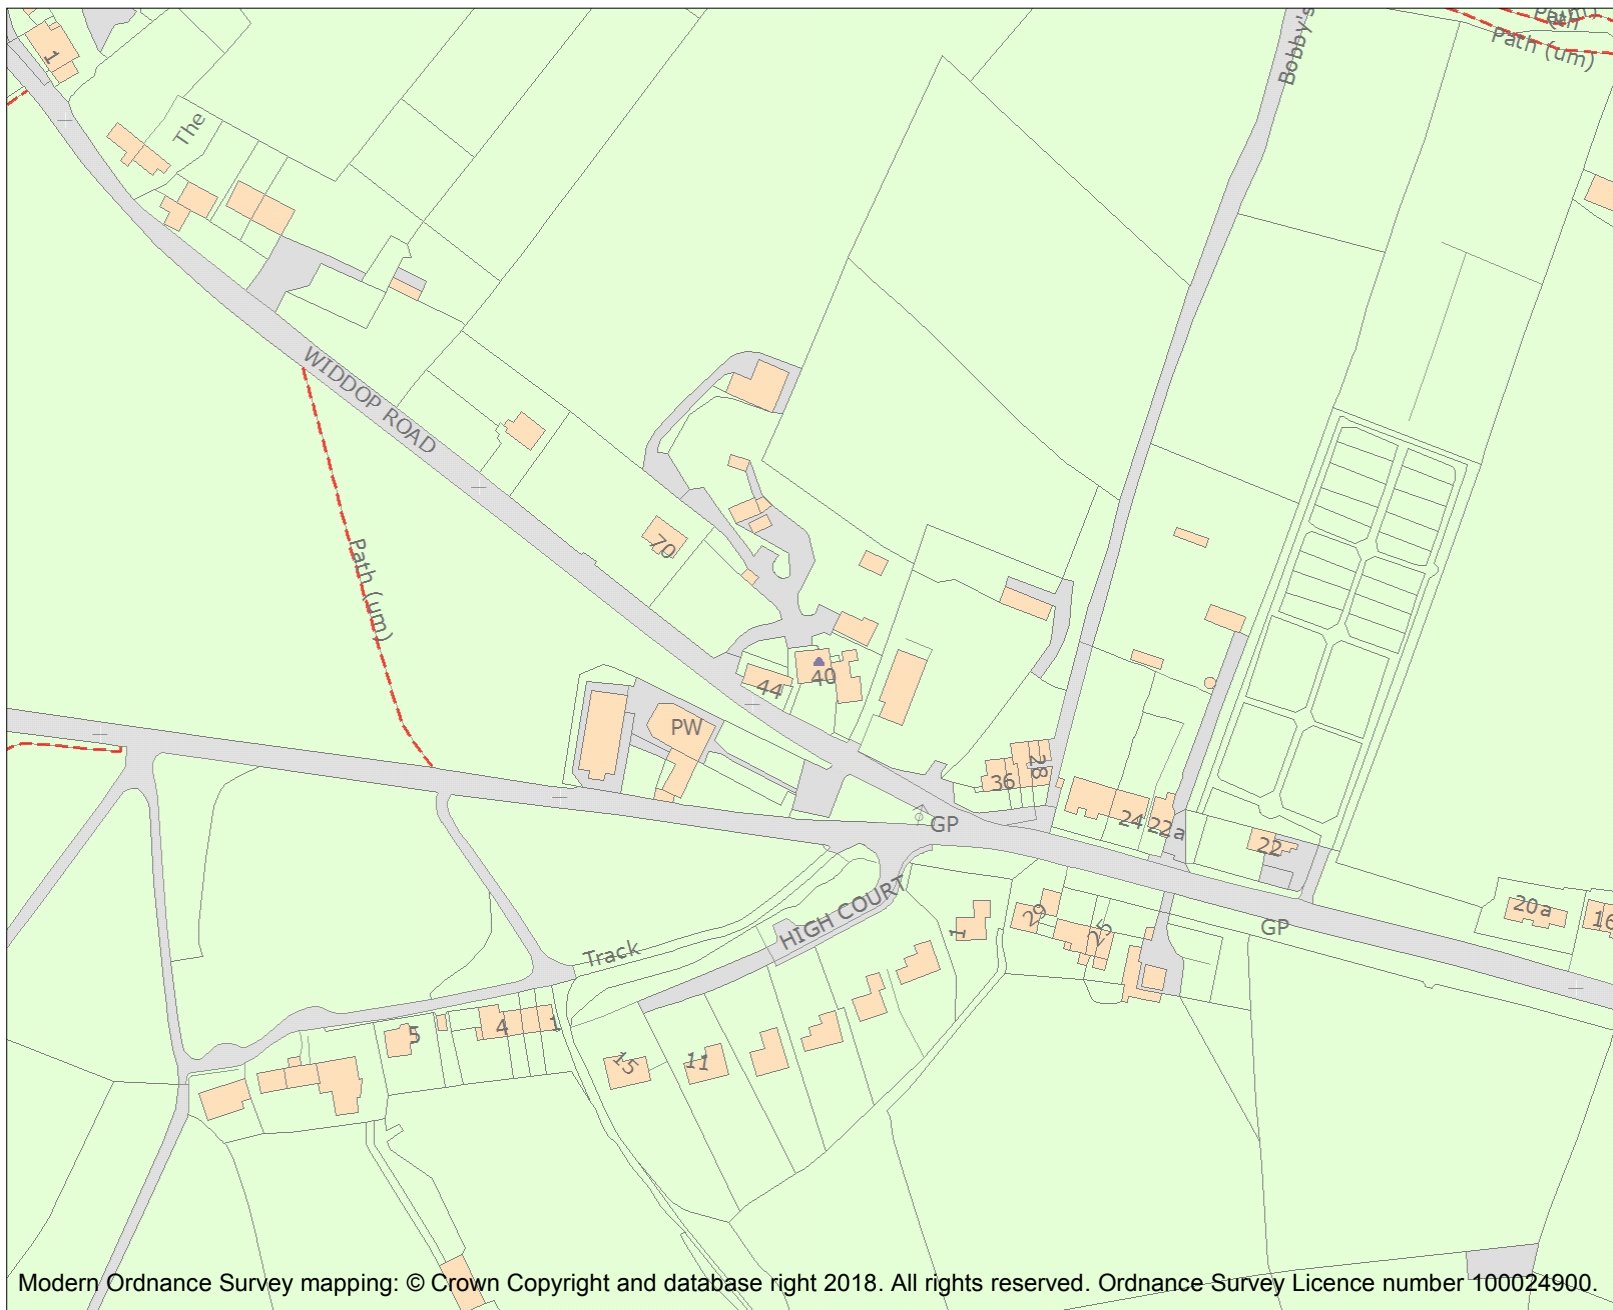 Path (um)
Path (um)
Bobby's
1
The
WIDDOP ROAD
Path (um)
70
44
40
PW
36
28
24
22a
22
GP
20a
16
GP
HIGH COURT
29
25
1
Track
5
4
1
15
11
Modern Ordnance Survey mapping: © Crown Copyright and database right 2018. All rights reserved. Ordnance Survey Licence number 100024900.